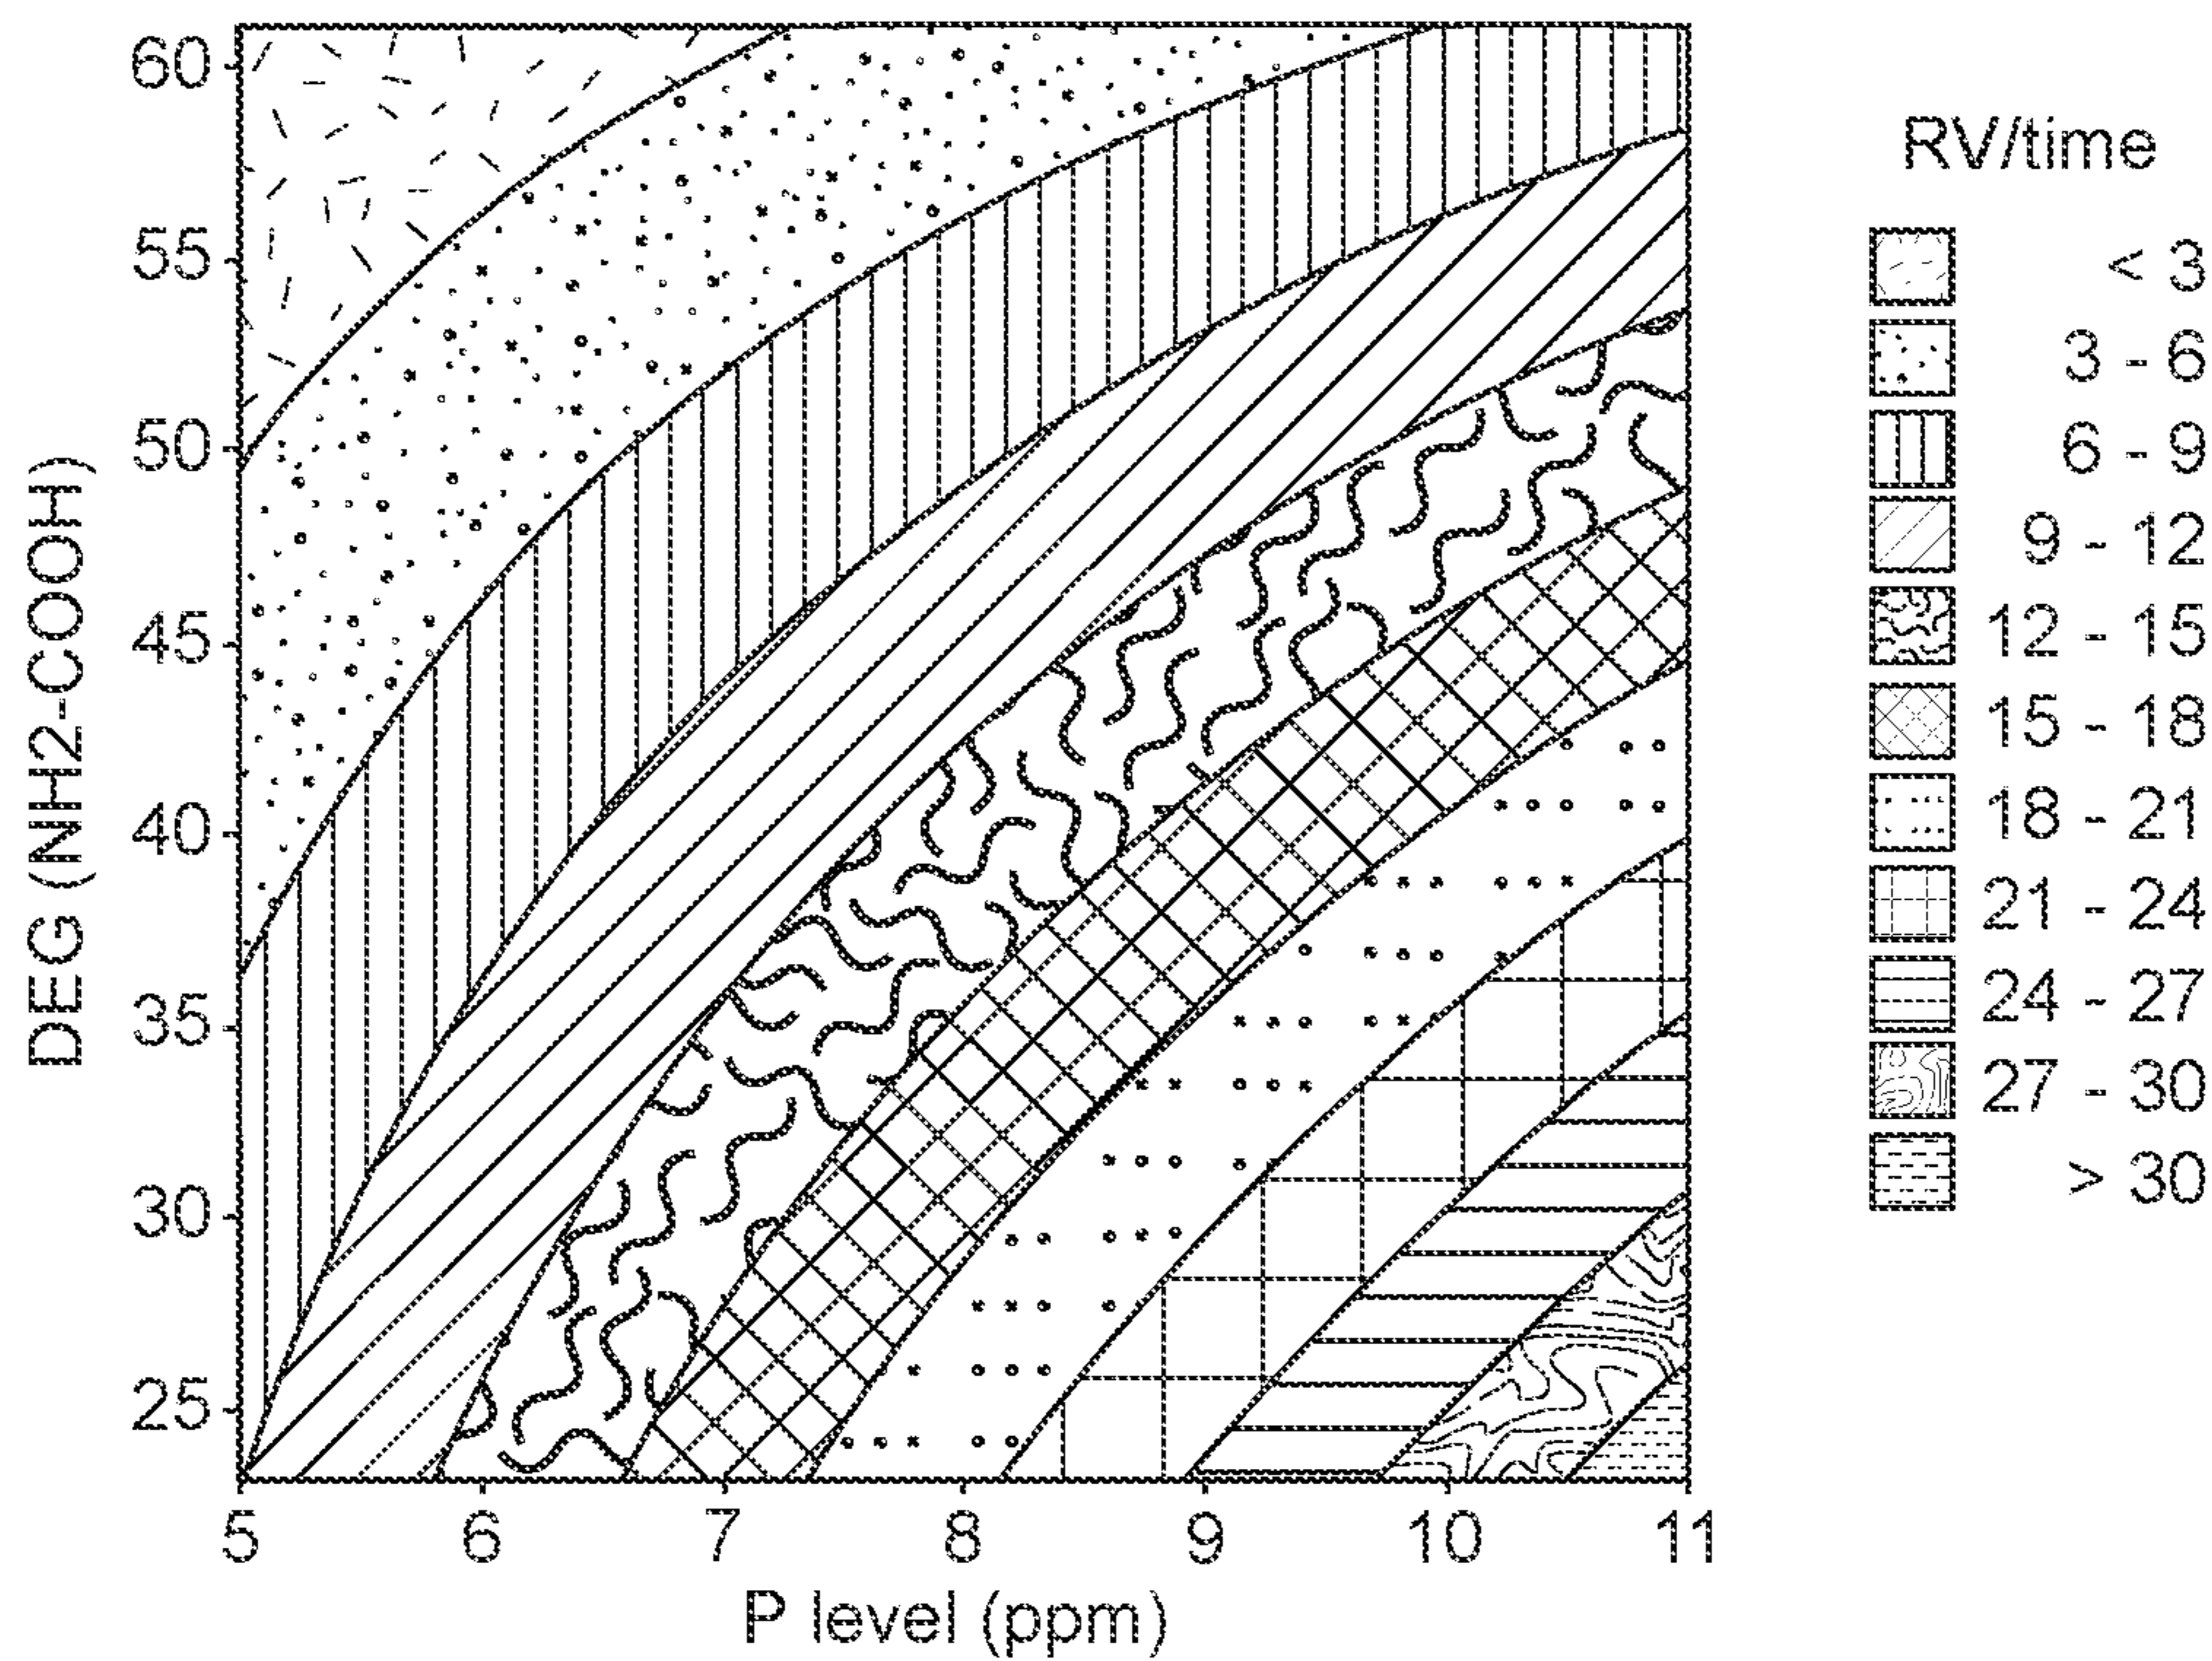 DEG (NH2-COOH)
60
55
50
45
40
35
30
25
5 6 7 8 9 10 11
P level (ppm)
RV/time
< 3
3 - 6
6 - 9
9 - 12
12 - 15
15 - 18
18 - 21
21 - 24
24 - 27
27 - 30
> 30